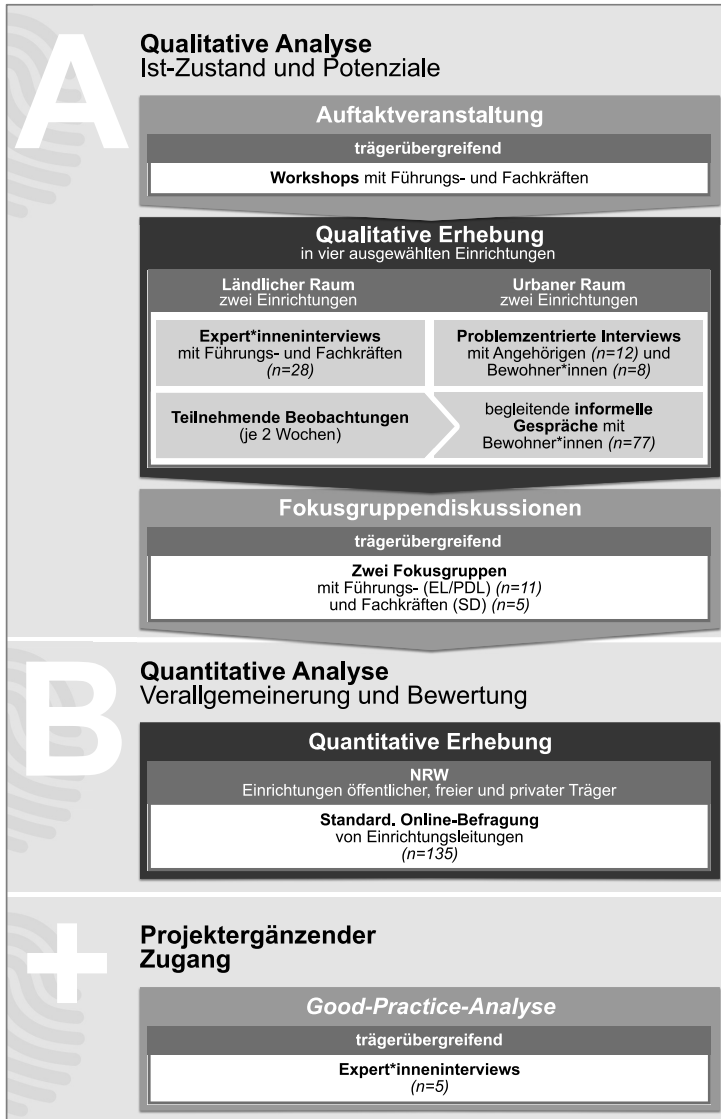 A
Qualitative Analyse
Ist-Zustand und Potenziale
Auftaktveranstaltung
trägerübergreifend
Workshops mit Führungs- und Fachkräften
Qualitative Erhebung
in vier ausgewählten Einrichtungen
Ländlicher Raum
zwei Einrichtungen
Urbaner Raum
zwei Einrichtungen
Expert*inneninterviews
mit Führungs- und Fachkräften
(n=28)
Problemzentrierte Interviews
mit Angehörigen (n=12) und
Bewohner*innen (n=8)
Teilnehmende Beobachtungen
(je 2 Wochen)
begleitende informelle
Gespräche mit
Bewohner*innen (n=77)
Fokusgruppendiskussionen
trägerübergreifend
Zwei Fokusgruppen
mit Führungs- (EL/PDL) (n=11)
und Fachkräften (SD) (n=5)
B
Quantitative Analyse
Verallgemeinerung und Bewertung
Quantitative Erhebung
NRW
Einrichtungen öffentlicher, freier und privater Träger
Standard. Online-Befragung
von Einrichtungsleitungen
(n=135)
+
Projektergänzender
Zugang
Good-Practice-Analyse
trägerübergreifend
Expert*inneninterviews
(n=5)